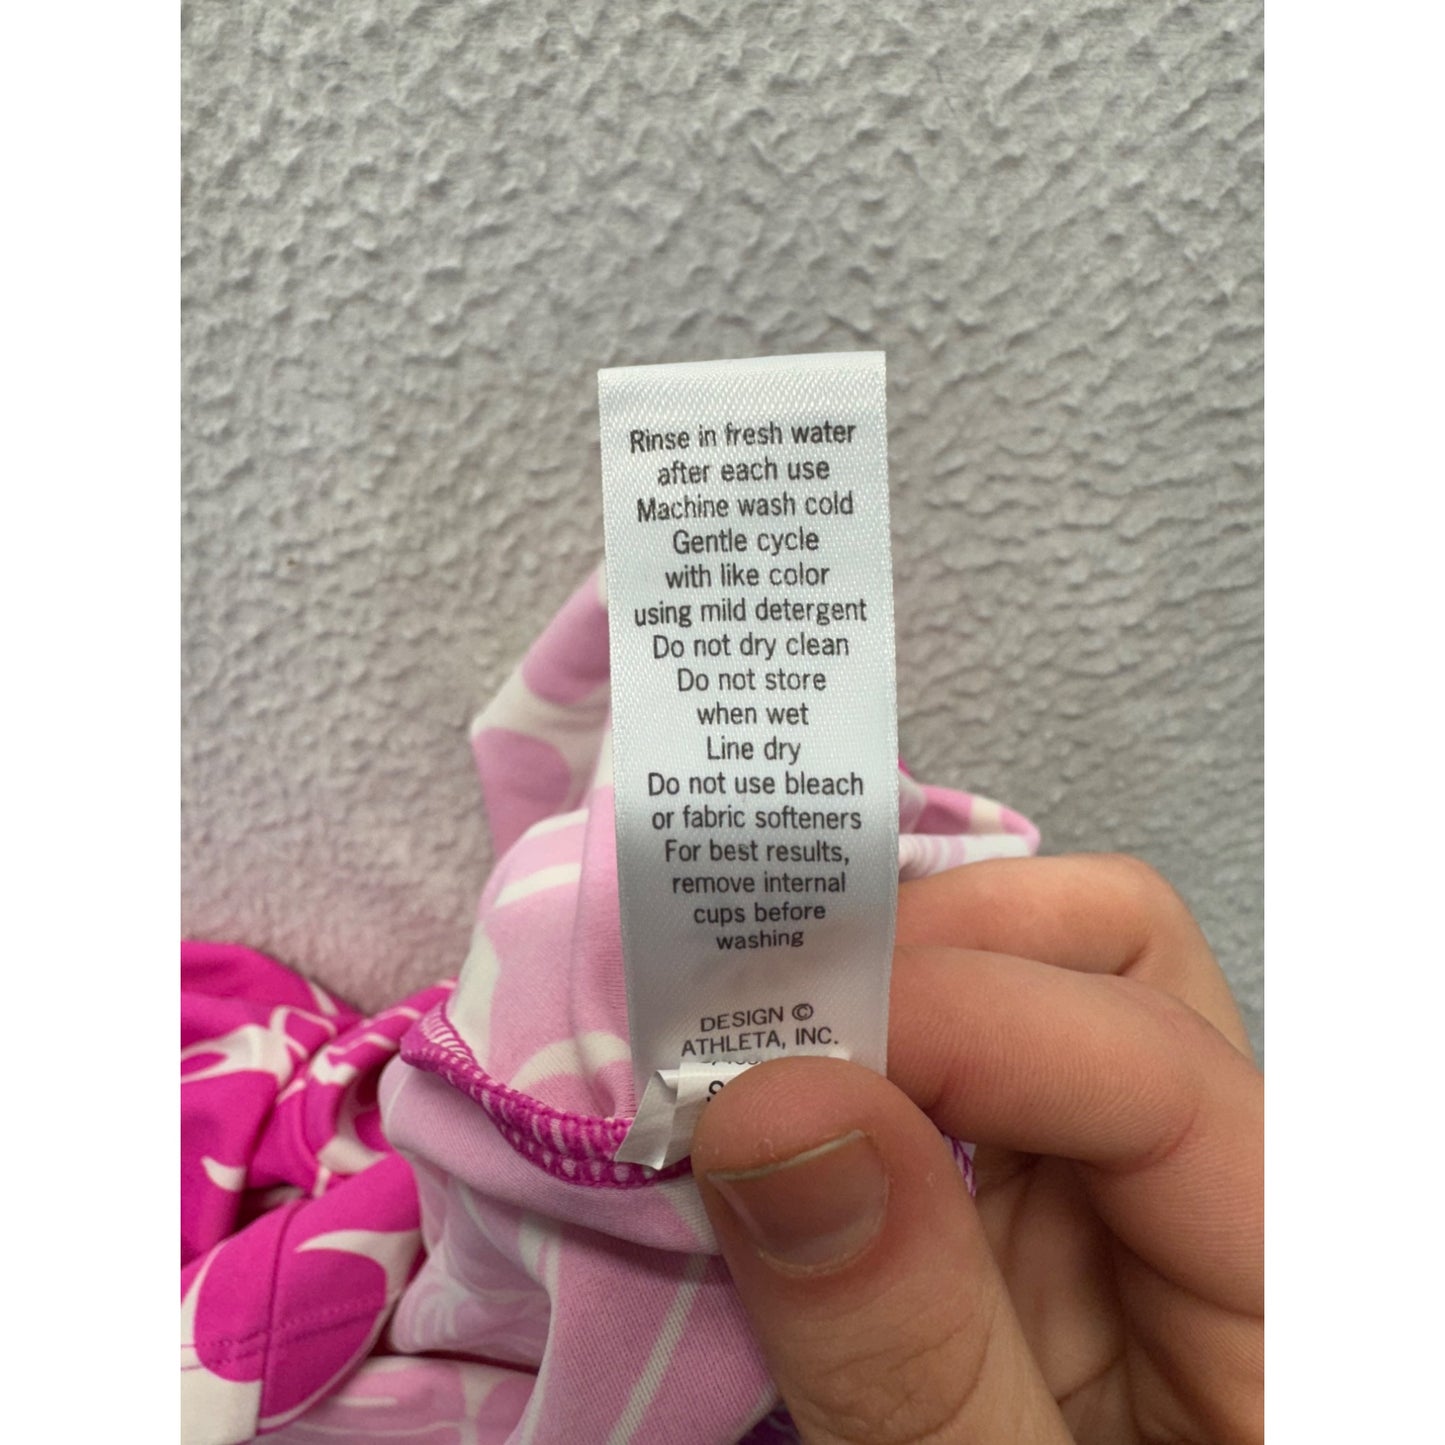 Rinse in fresh water
after each use
Machine wash cold
Gentle cycle
with like color
using mild detergent
Do not dry clean
Do not store
when wet
Line dry
Do not use bleach
or fabric softeners
For best results,
remove internal
cups before
washing
DESIGN ©
ATHLETA, INC.